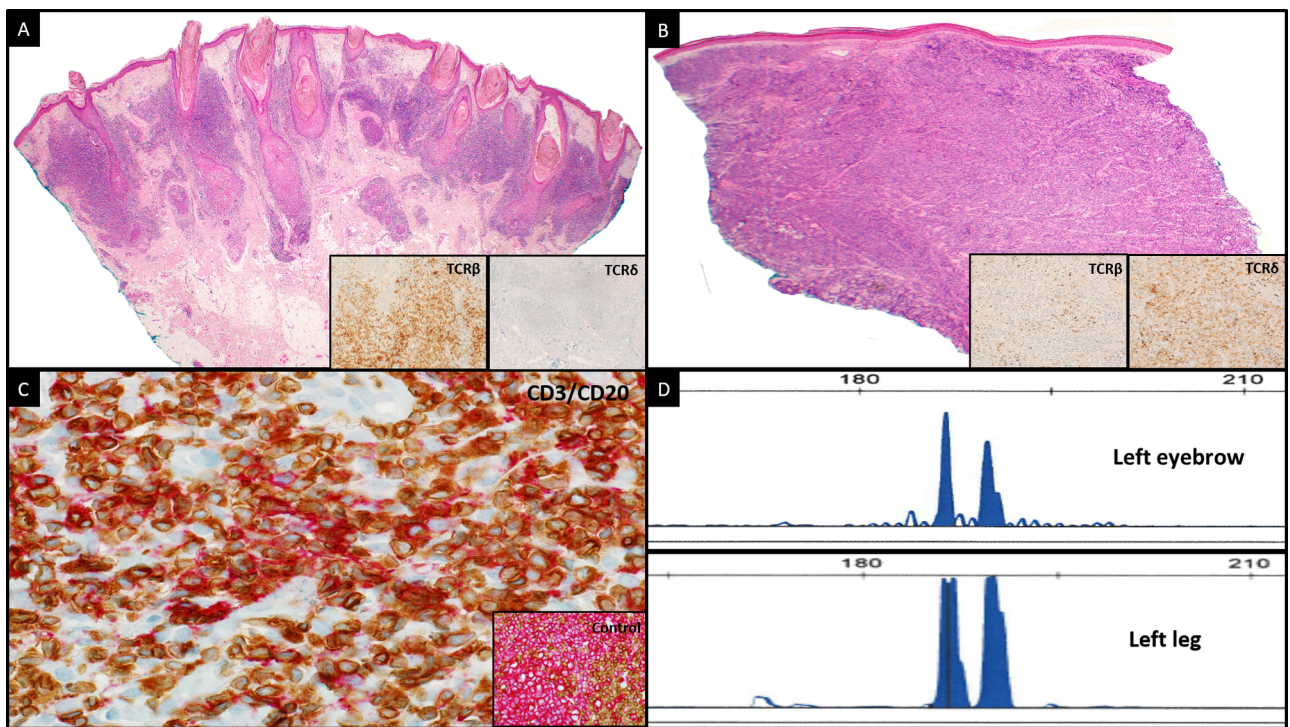 A
TCRβ
TCRδ
B
TCRβ
TCRδ
C
CD3/CD20
Control
D
180
210
Left eyebrow
180
210
Left leg